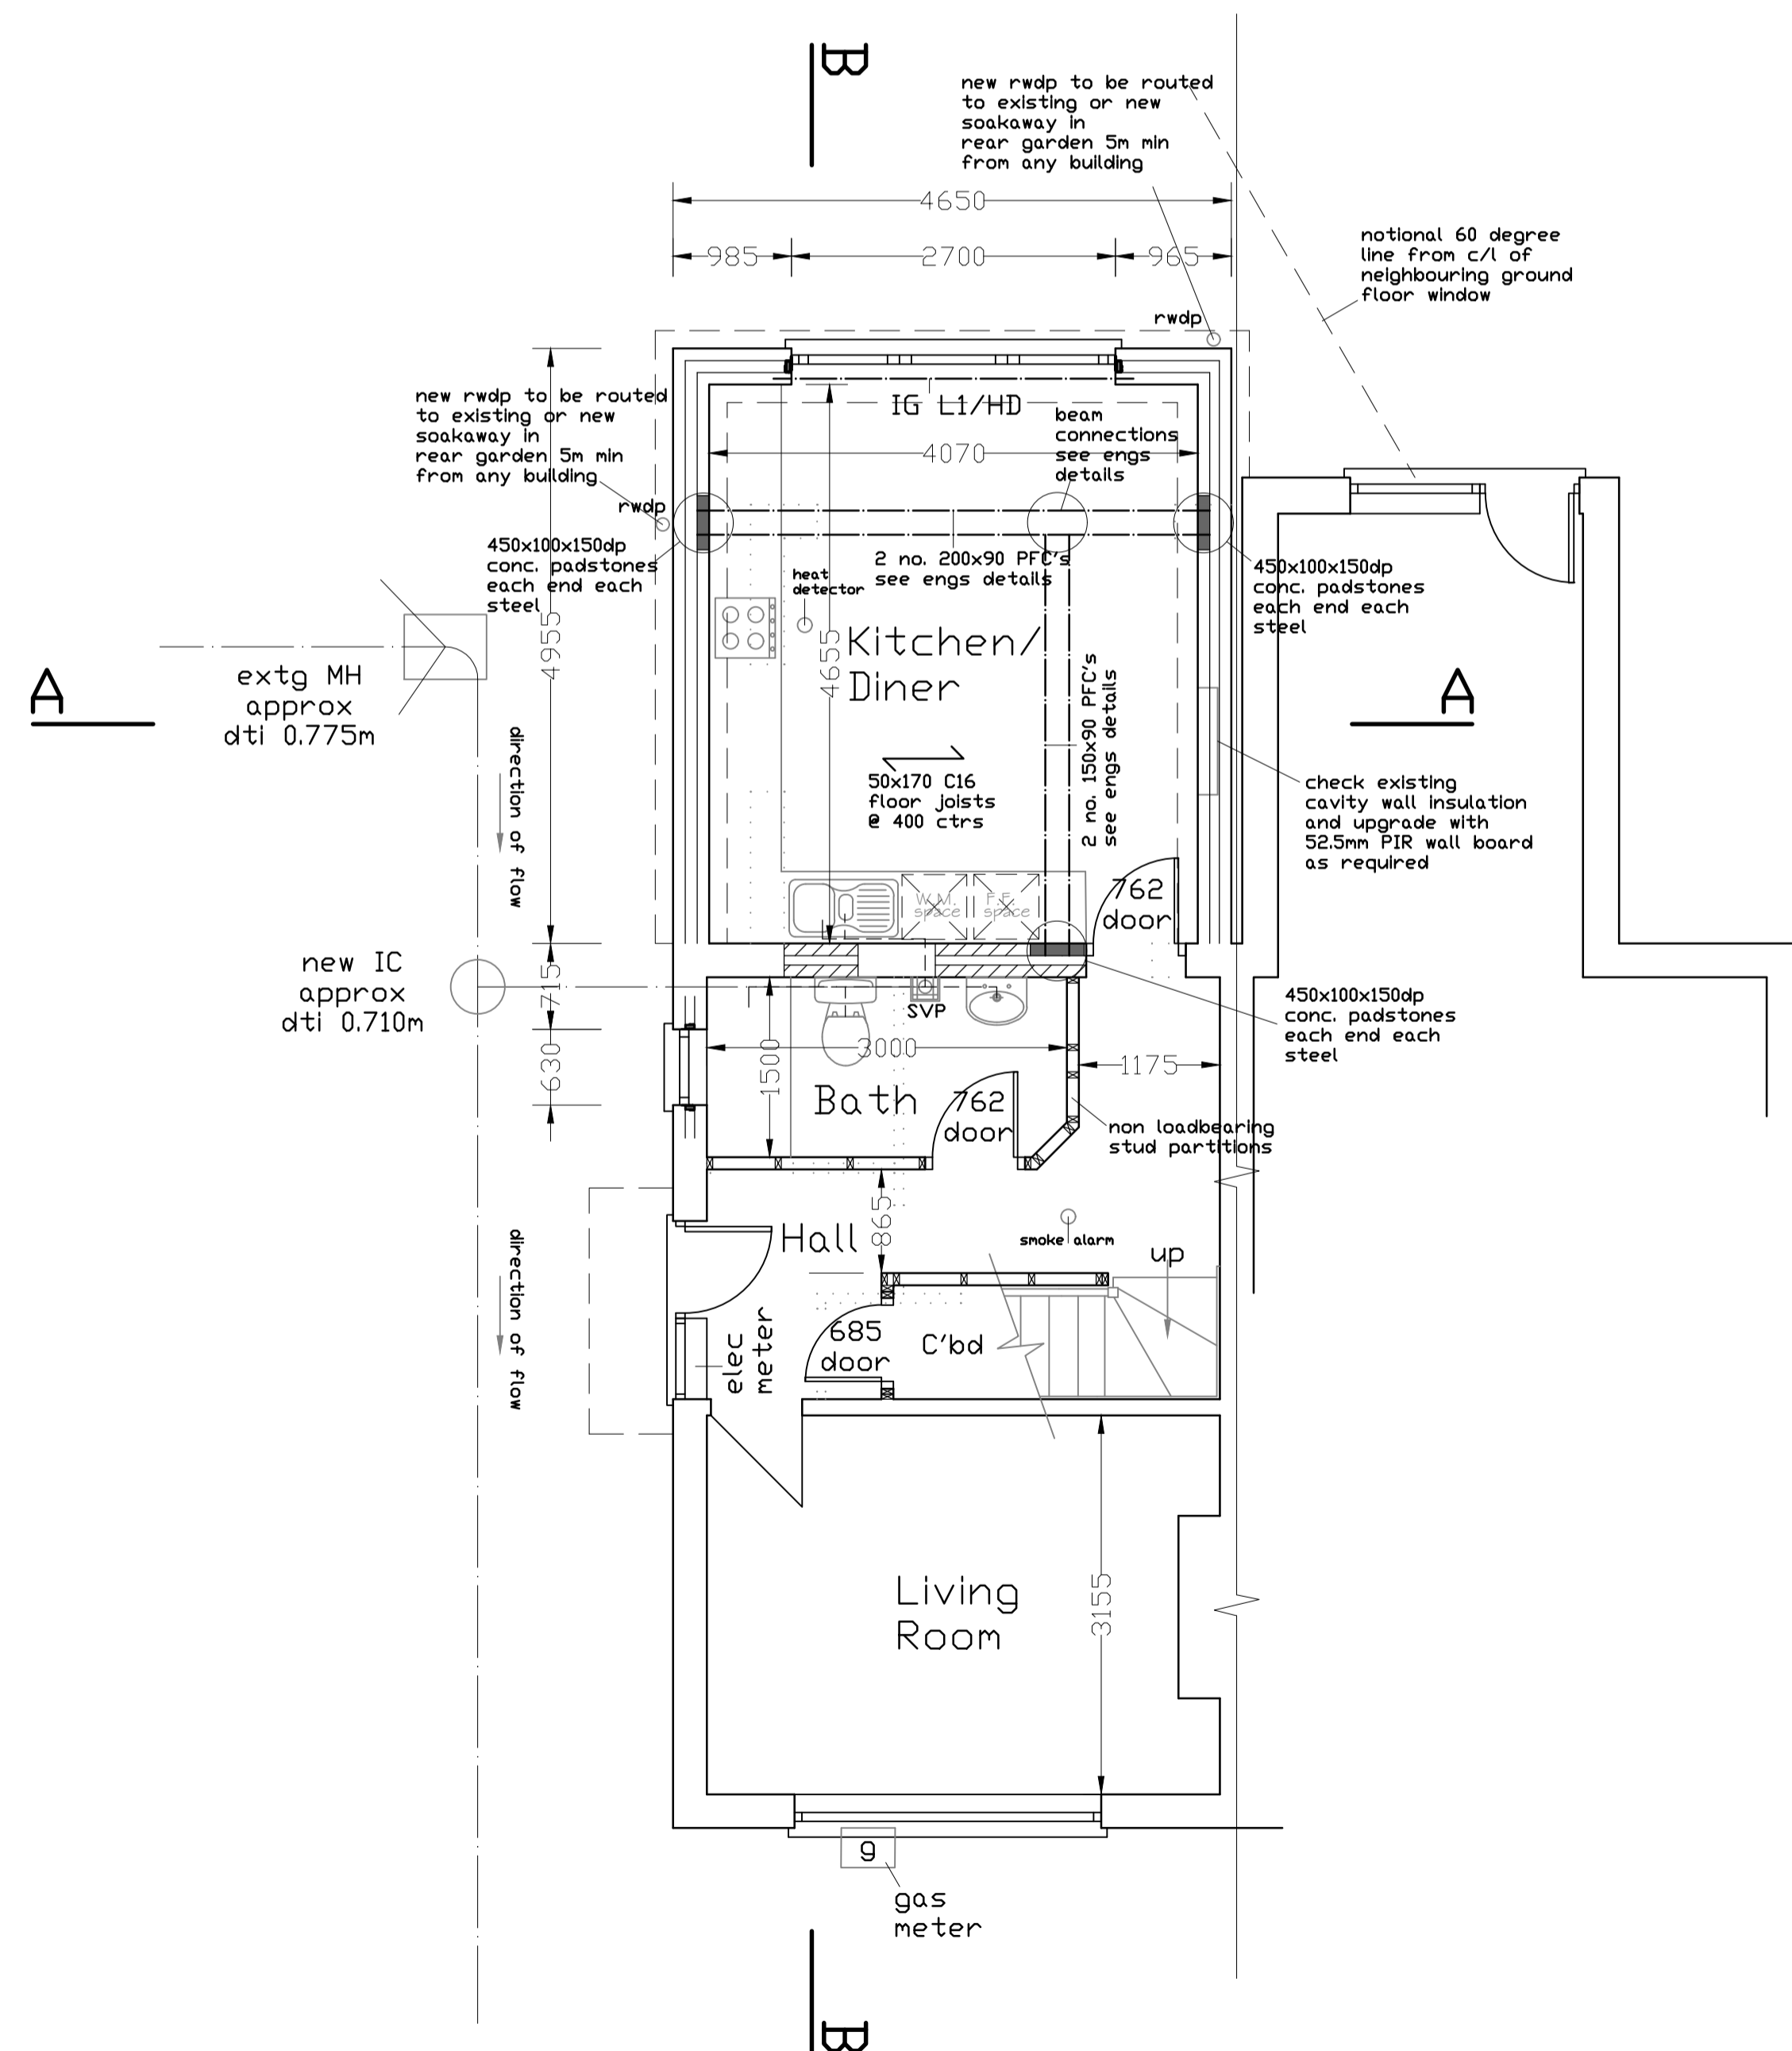 B
new rwdp to be routed
to existing or new
soakaway in
rear garden 5m min
from any building
4650
985
2700
965
notional 60 degree
line from c/l of
neighbouring ground
floor window
rwdp
new rwdp to be routed
to existing or new
soakaway in
rear garden 5m min
from any building
IG L1/HD
beam
connections
see engs
details
4070
rwdp
450x100x150dp
conc. padstones
each end each
steel
2 no. 200x90 PFC's
see engs details
heat
detector
450x100x150dp
conc. padstones
each end each
steel
4955
4655
Kitchen/
Diner
extg MH
approx
dti 0.775m
A
A
2 no. 150x90 PFC's
see engs details
direction of flow
50x170 C16
floor joists
@ 400 ctrs
check existing
cavity wall insulation
and upgrade with
52.5mm PIR wall board
as required
762
door
W.M.
space
F.F.
space
new IC
approx
dti 0.710m
715
SVP
450x100x150dp
conc. padstones
each end each
steel
630
1500
3000
1175
Bath
762
door
non loadbearing
stud partitions
865
Hall
smoke alarm
up
direction of flow
elec
meter
685
door
C'bd
Living
Room
3155
g
gas
meter
B